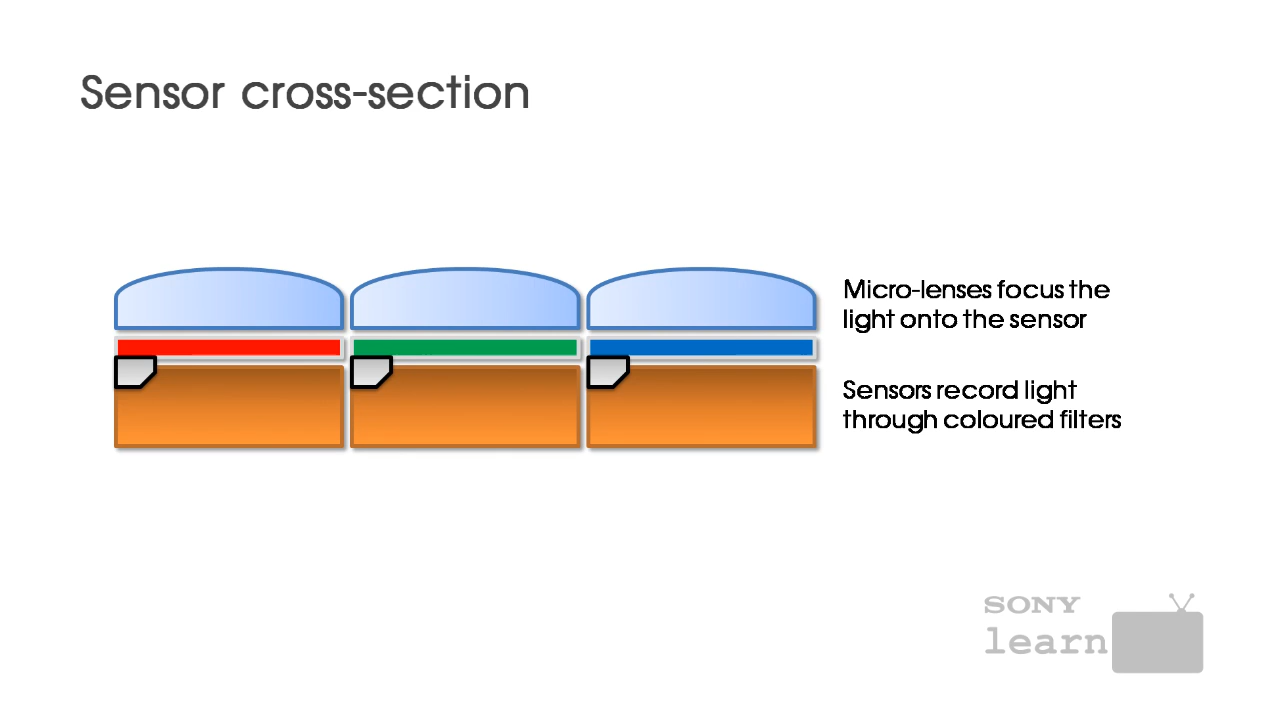 Sensor cross-section
Micro-lenses focus the
light onto the sensor
Sensors record light
through coloured filters
SONY
learn